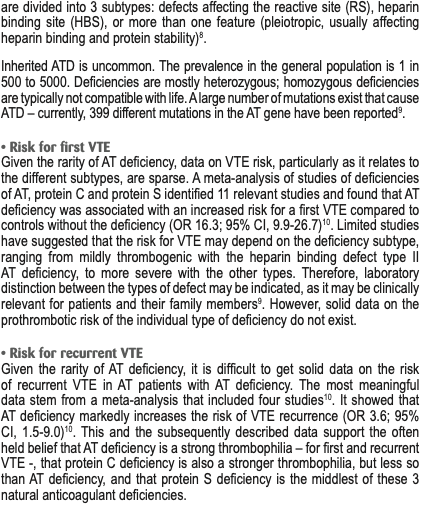 are divided into 3 subtypes: defects affecting the reactive site (RS), heparin
binding site (HBS), or more than one feature (pleiotropic, usually affecting
heparin binding and protein stability)⁸.
Inherited ATD is uncommon. The prevalence in the general population is 1 in
500 to 5000. Deficiencies are mostly heterozygous; homozygous deficiencies
are typically not compatible with life. A large number of mutations exist that cause
ATD – currently, 399 different mutations in the AT gene have been reported⁹.
• Risk for first VTE
Given the rarity of AT deficiency, data on VTE risk, particularly as it relates to
the different subtypes, are sparse. A meta-analysis of studies of deficiencies
of AT, protein C and protein S identified 11 relevant studies and found that AT
deficiency was associated with an increased risk for a first VTE compared to
controls without the deficiency (OR 16.3; 95% CI, 9.9-26.7)¹⁰. Limited studies
have suggested that the risk for VTE may depend on the deficiency subtype,
ranging from mildly thrombogenic with the heparin binding defect type II
AT deficiency, to more severe with the other types. Therefore, laboratory
distinction between the types of defect may be indicated, as it may be clinically
relevant for patients and their family members⁹. However, solid data on the
prothrombotic risk of the individual type of deficiency do not exist.
• Risk for recurrent VTE
Given the rarity of AT deficiency, it is difficult to get solid data on the risk
of recurrent VTE in AT patients with AT deficiency. The most meaningful
data stem from a meta-analysis that included four studies¹⁰. It showed that
AT deficiency markedly increases the risk of VTE recurrence (OR 3.6; 95%
CI, 1.5-9.0)¹⁰. This and the subsequently described data support the often
held belief that AT deficiency is a strong thrombophilia – for first and recurrent
VTE -, that protein C deficiency is also a stronger thrombophilia, but less so
than AT deficiency, and that protein S deficiency is the middlest of these 3
natural anticoagulant deficiencies.